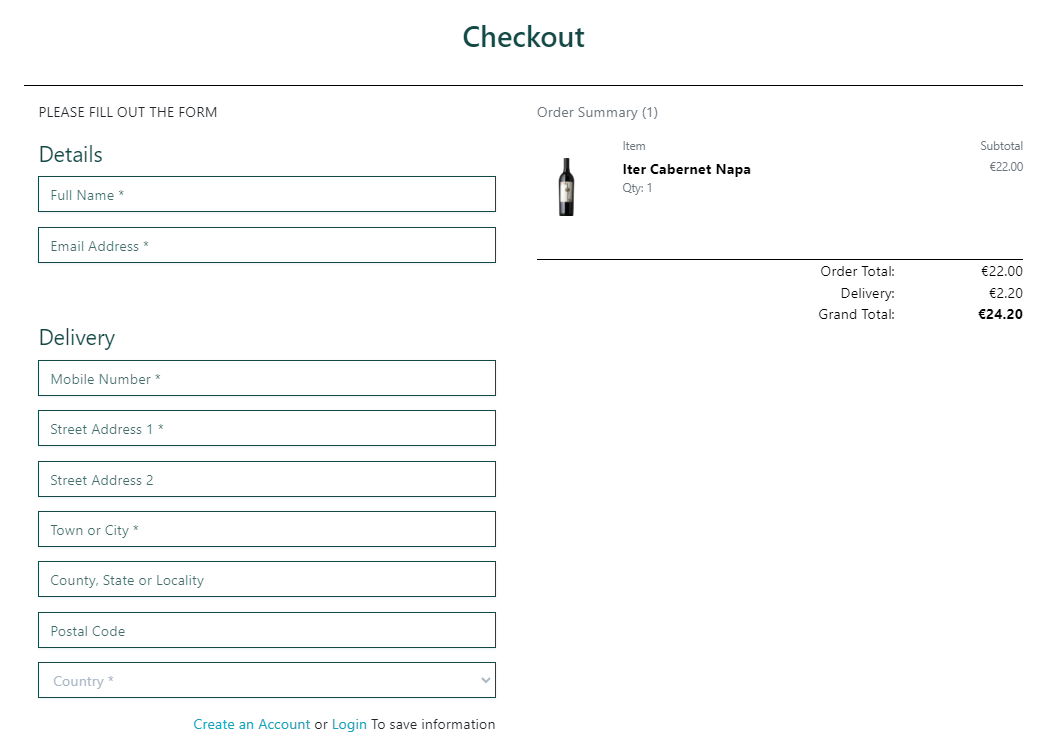 Checkout
PLEASE FILL OUT THE FORM
Details
Full Name *
Email Address *
Delivery
Mobile Number *
Street Address 1 *
Street Address 2
Town or City *
County, State or Locality
Postal Code
Country *
Create an Account or Login To save information
Order Summary (1)
Item Subtotal
Iter Cabernet Napa €22.00
Qty: 1
Order Total: €22.00
Delivery: €2.20
Grand Total: €24.20